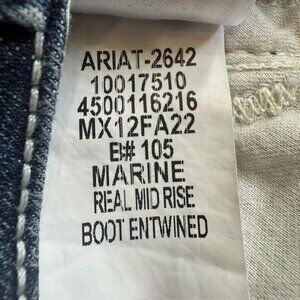 ARIAT-2642
10017510
4500116216
MX12FA22
B# 105
MARINE
REAL MID RISE
BOOT ENTWINED